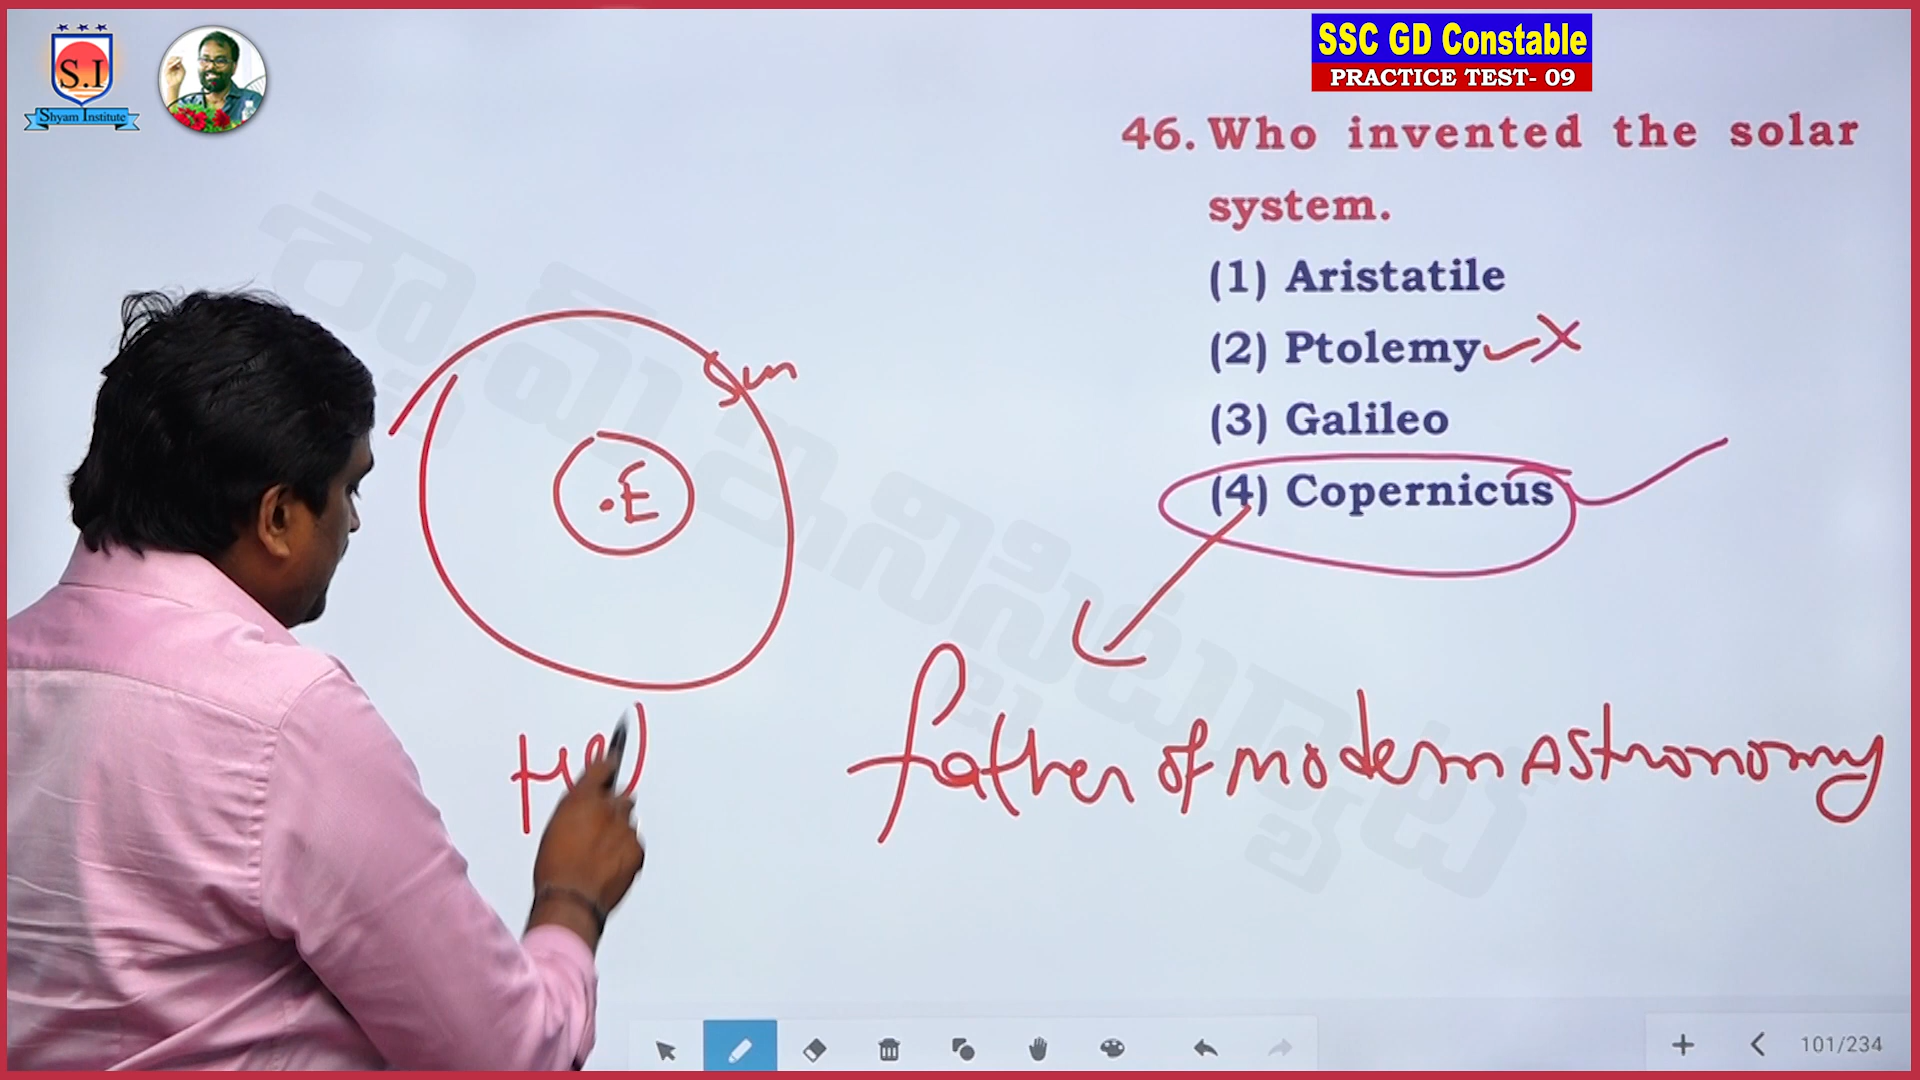 S.I
Shyam Institute
SSC GD Constable
PRACTICE TEST- 09
46. Who invented the solar
system.
(1) Aristatile
(2) Ptolemy
(3) Galileo
(4) Copernicus
Sun
.E
father of modern Astronomy
101/234